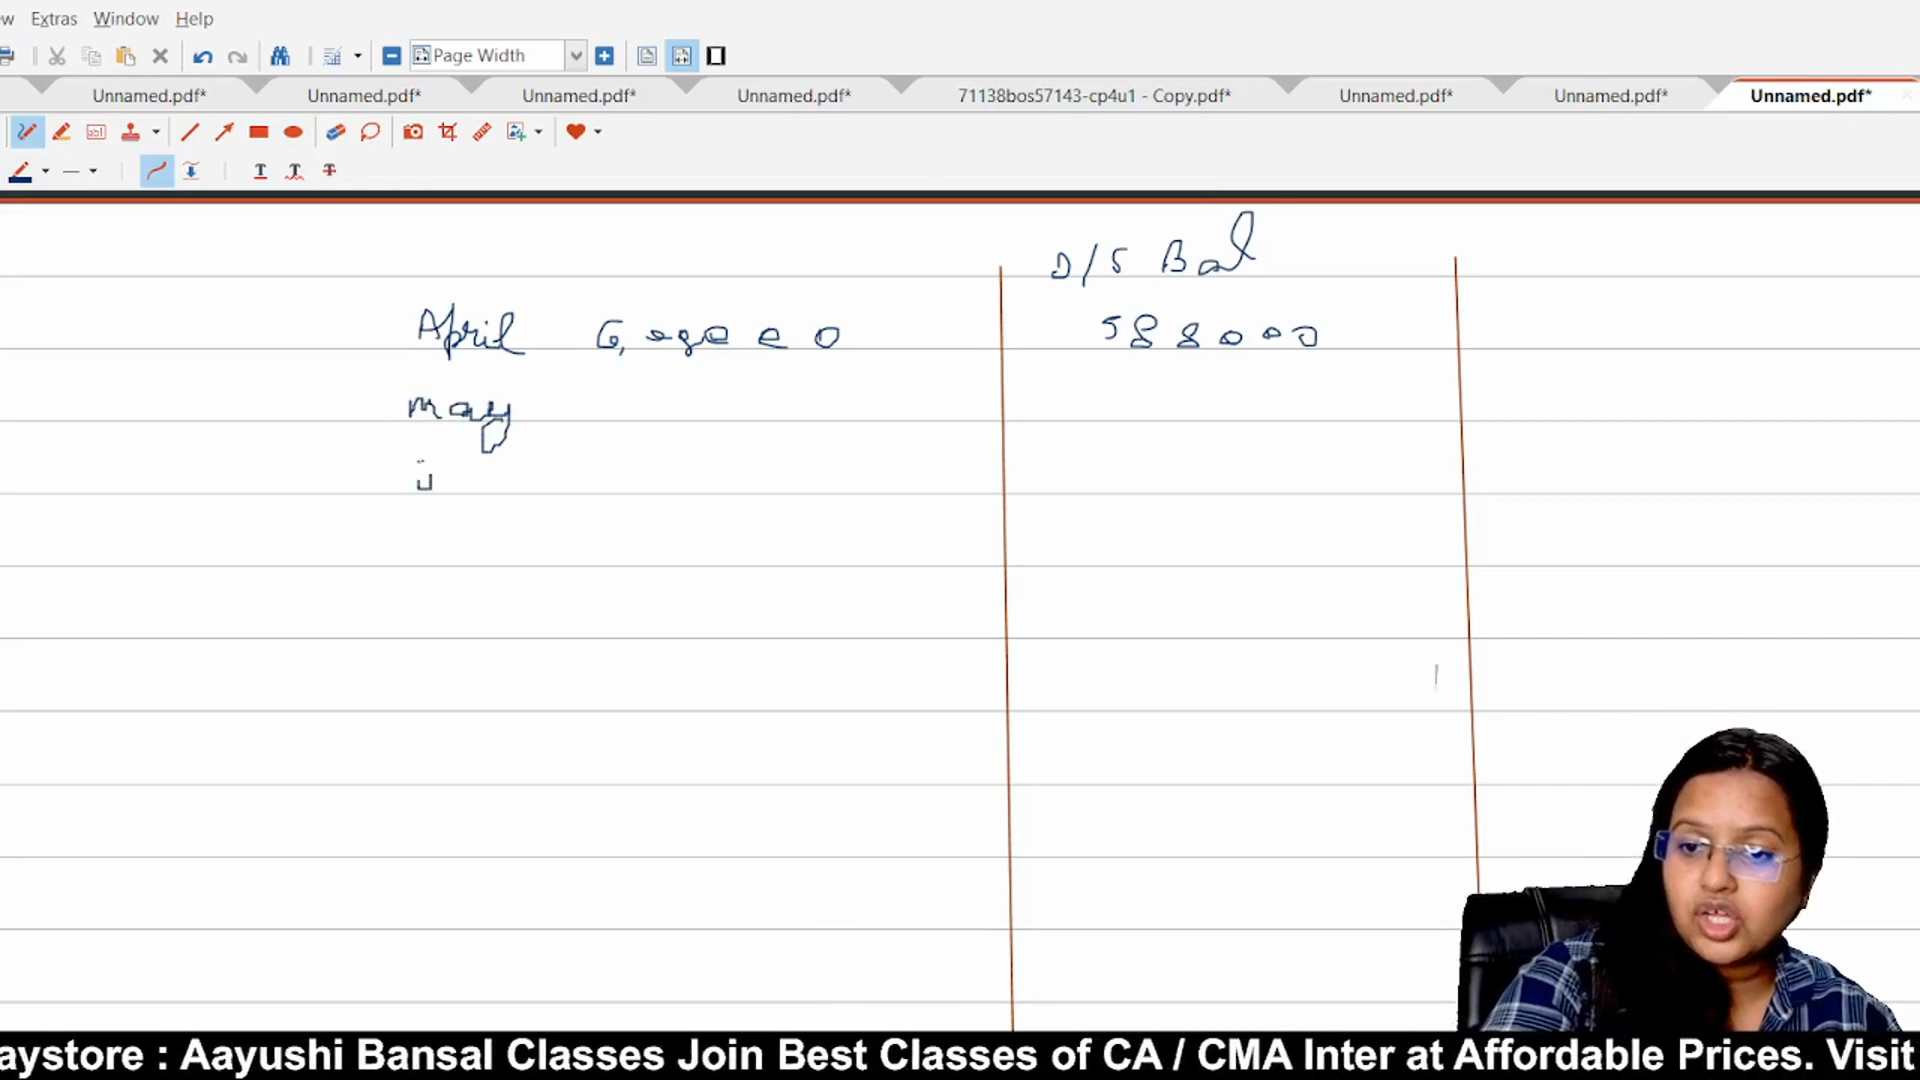 Extras Window Help
Page Width
Unnamed.pdf* Unnamed.pdf* Unnamed.pdf* Unnamed.pdf* 71138bos57143-cp4u1 - Copy.pdf* Unnamed.pdf* Unnamed.pdf* Unnamed.pdf*
D/S Bal
April 588000
may
aystore : Aayushi Bansal Classes Join Best Classes of CA / CMA Inter at Affordable Prices. Visit